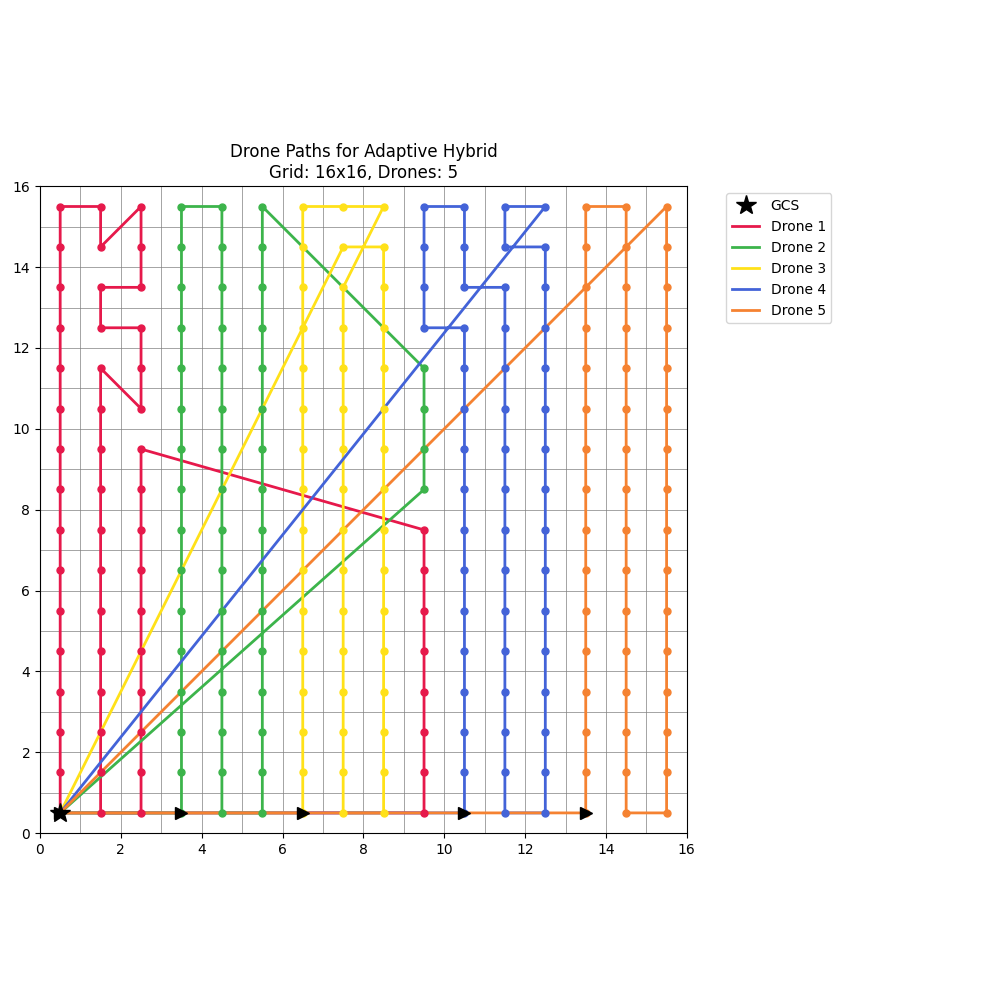 Drone Paths for Adaptive Hybrid
Grid: 16x16, Drones: 5
16
14
12
10
8
6
4
2
0
0 2 4 6 8 10 12 14 16
GCS
Drone 1
Drone 2
Drone 3
Drone 4
Drone 5